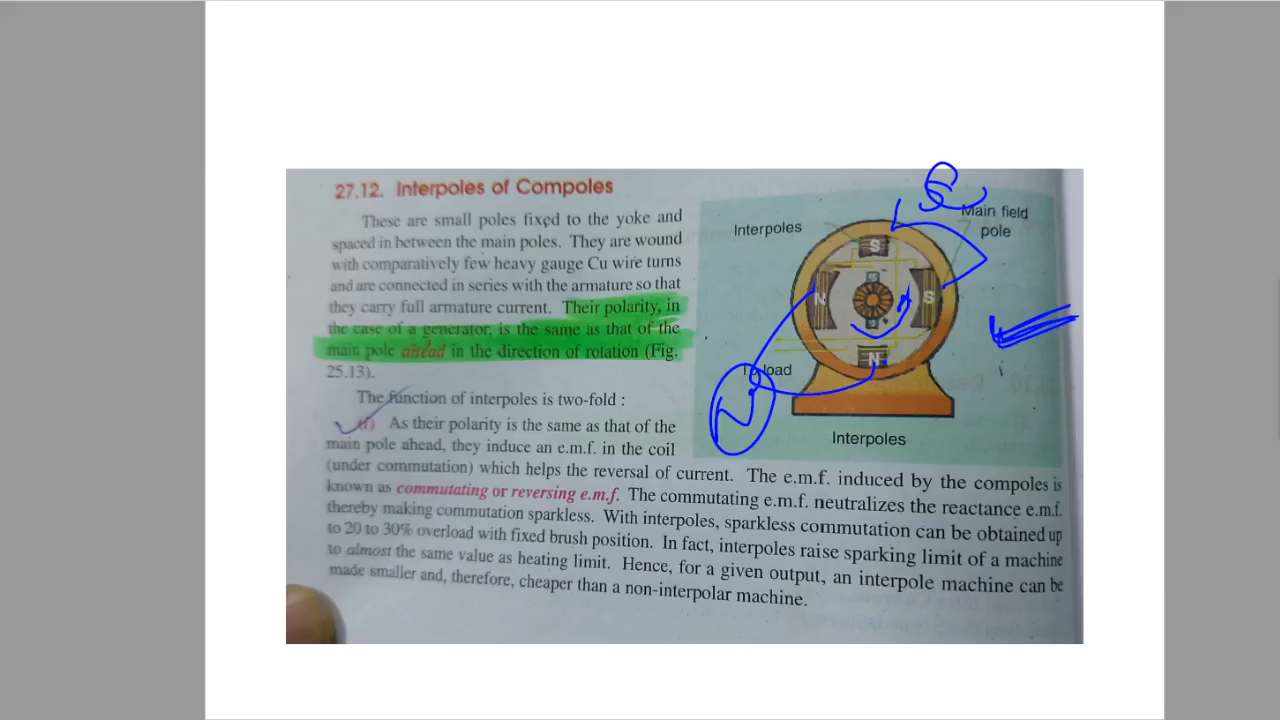 27.12. Interpoles of Compoles
These are small poles fixed to the yoke and
spaced in between the main poles. They are wound
with comparatively few heavy gauge Cu wire turns
and are connected in series with the armature so that
they carry full armature current. Their polarity, in
the case of a generator, is the same as that of the
main pole ahead in the direction of rotation (Fig.
25.13).
The function of interpoles is two-fold :
(i) As their polarity is the same as that of the
main pole ahead, they induce an e.m.f. in the coil
(under commutation) which helps the reversal of current. The e.m.f. induced by the compoles is
known as commutating or reversing e.m.f. The commutating e.m.f. neutralizes the reactance e.m.f.
thereby making commutation sparkless. With interpoles, sparkless commutation can be obtained up
to 20 to 30% overload with fixed brush position. In fact, interpoles raise sparking limit of a machine
to almost the same value as heating limit. Hence, for a given output, an interpole machine can be
made smaller and, therefore, cheaper than a non-interpolar machine.
Interpoles
Main field
pole
S
N
S
N
To load
Interpoles